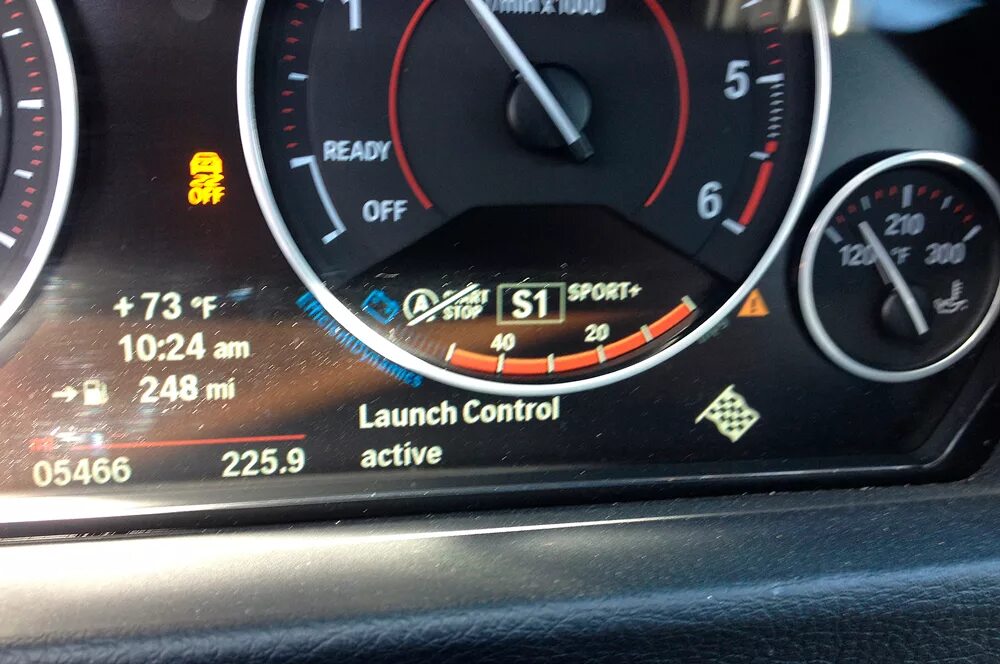 1
/min x1000
5
READY
OFF
6
OFF
210
120 °F 300
+73 °F
A START STOP
S1
SPORT+
EfficientDynamics
40
20
10:24 am
248 mi
Launch Control
active
05466
225.9